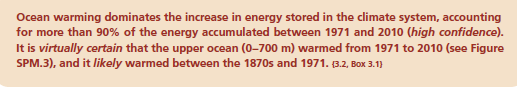 Ocean warming dominates the increase in energy stored in the climate system, accounting
for more than 90% of the energy accumulated between 1971 and 2010 (high confidence).
It is virtually certain that the upper ocean (0–700 m) warmed from 1971 to 2010 (see Figure
SPM.3), and it likely warmed between the 1870s and 1971. {3.2, Box 3.1}